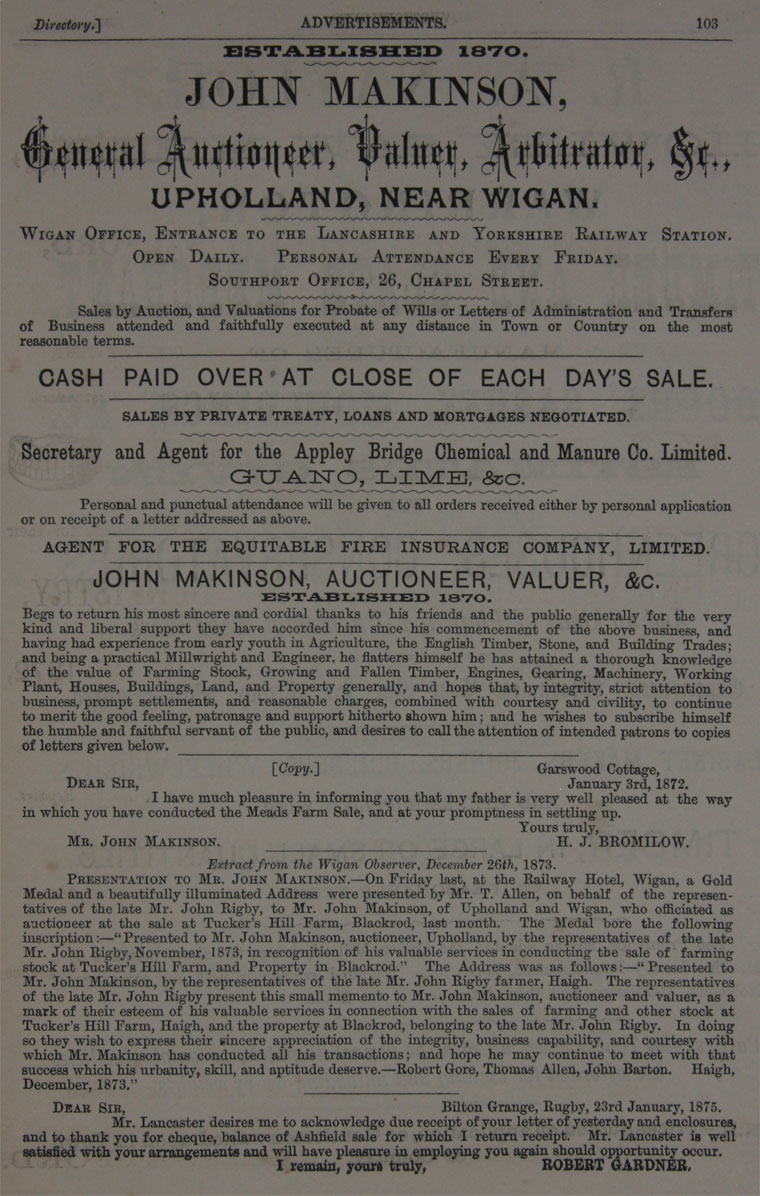 Directory.] ADVERTISEMENTS. 103
ESTABLISHED 1870.
JOHN MAKINSON,
General Auctioneer, Valuer, Arbitrator, &c.,
UPHOLLAND, NEAR WIGAN.
WIGAN OFFICE, ENTRANCE TO THE LANCASHIRE AND YORKSHIRE RAILWAY STATION.
OPEN DAILY. PERSONAL ATTENDANCE EVERY FRIDAY.
SOUTHPORT OFFICE, 26, CHAPEL STREET.
Sales by Auction, and Valuations for Probate of Wills or Letters of Administration and Transfers
of Business attended and faithfully executed at any distance in Town or Country on the most
reasonable terms.
CASH PAID OVER AT CLOSE OF EACH DAY'S SALE.
SALES BY PRIVATE TREATY, LOANS AND MORTGAGES NEGOTIATED.
Secretary and Agent for the Appley Bridge Chemical and Manure Co. Limited.
GUANO, LIME, &c.
Personal and punctual attendance will be given to all orders received either by personal application
or on receipt of a letter addressed as above.
AGENT FOR THE EQUITABLE FIRE INSURANCE COMPANY, LIMITED.
JOHN MAKINSON, AUCTIONEER, VALUER, &c.
ESTABLISHED 1870.
Begs to return his most sincere and cordial thanks to his friends and the public generally for the very
kind and liberal support they have accorded him since his commencement of the above business, and
having had experience from early youth in Agriculture, the English Timber, Stone, and Building Trades;
and being a practical Millwright and Engineer, he flatters himself he has attained a thorough knowledge
of the value of Farming Stock, Growing and Fallen Timber, Engines, Gearing, Machinery, Working
Plant, Houses, Buildings, Land, and Property generally, and hopes that, by integrity, strict attention to
business, prompt settlements, and reasonable charges, combined with courtesy and civility, to continue
to merit the good feeling, patronage and support hitherto shown him; and he wishes to subscribe himself
the humble and faithful servant of the public, and desires to call the attention of intended patrons to copies
of letters given below.
[Copy.] Garswood Cottage,
DEAR SIR, January 3rd, 1872.
I have much pleasure in informing you that my father is very well pleased at the way
in which you have conducted the Meads Farm Sale, and at your promptness in settling up.
Yours truly,
MR. JOHN MAKINSON. H. J. BROMILOW.
Extract from the Wigan Observer, December 26th, 1873.
PRESENTATION TO MR. JOHN MAKINSON.—On Friday last, at the Railway Hotel, Wigan, a Gold
Medal and a beautifully illuminated Address were presented by Mr. T. Allen, on behalf of the represen-
tatives of the late Mr. John Rigby, to Mr. John Makinson, of Upholland and Wigan, who officiated as
auctioneer at the sale at Tucker's Hill Farm, Blackrod, last month. The Medal bore the following
inscription:—"Presented to Mr. John Makinson, auctioneer, Upholland, by the representatives of the late
Mr. John Rigby, November, 1873, in recognition of his valuable services in conducting the sale of farming
stock at Tucker's Hill Farm, and Property in Blackrod." The Address was as follows:—"Presented to
Mr. John Makinson, by the representatives of the late Mr. John Rigby farmer, Haigh. The representatives
of the late Mr. John Rigby present this small memento to Mr. John Makinson, auctioneer and valuer, as a
mark of their esteem of his valuable services in connection with the sales of farming and other stock at
Tucker's Hill Farm, Haigh, and the property at Blackrod, belonging to the late Mr. John Rigby. In doing
so they wish to express their sincere appreciation of the integrity, business capability, and courtesy with
which Mr. Makinson has conducted all his transactions; and hope he may continue to meet with that
success which his urbanity, skill, and aptitude deserve.—Robert Gore, Thomas Allen, John Barton. Haigh,
December, 1873."
DEAR SIR, Bilton Grange, Rugby, 23rd January, 1875.
Mr. Lancaster desires me to acknowledge due receipt of your letter of yesterday and enclosures,
and to thank you for cheque, balance of Ashfield sale for which I return receipt. Mr. Lancaster is well
satisfied with your arrangements and will have pleasure in employing you again should opportunity occur.
I remain, yours truly, ROBERT GARDNER.